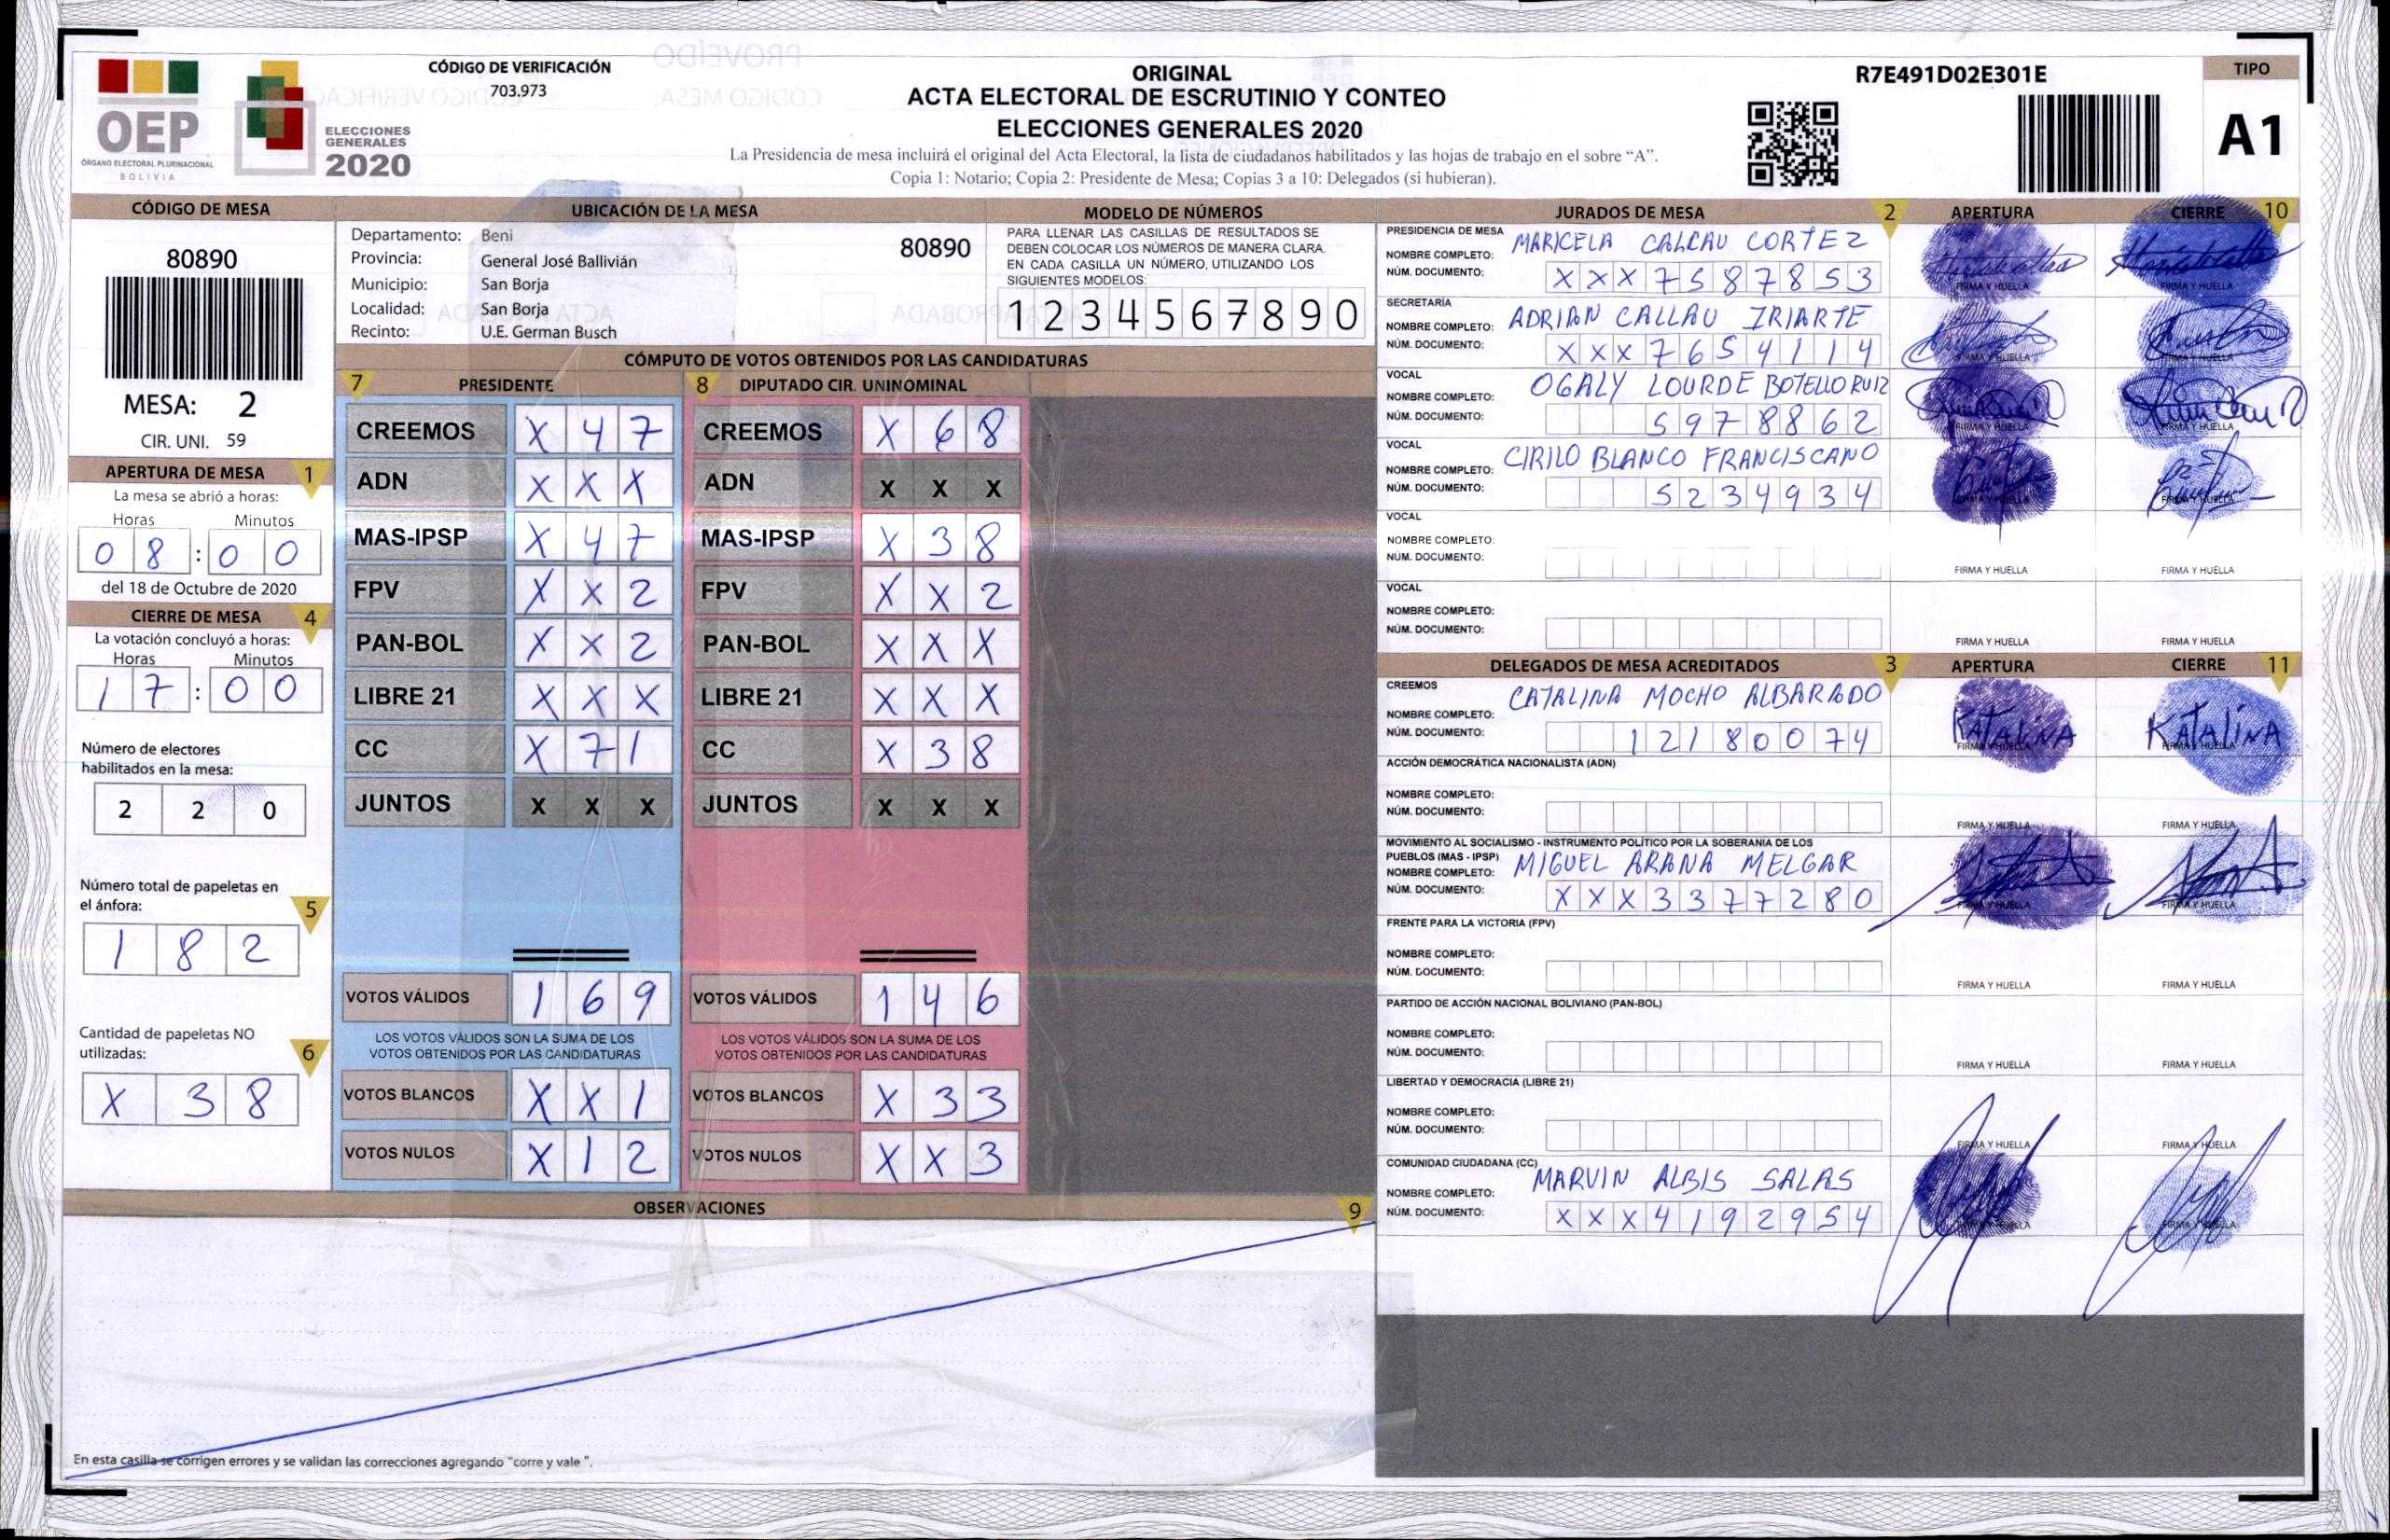 CÓDIGO DE VERIFICACIÓN
703.973
OEP
ÓRGANO ELECTORAL PLURINACIONAL
BOLIVIA
ELECCIONES
GENERALES
2020
ORIGINAL
ACTA ELECTORAL DE ESCRUTINIO Y CONTEO
ELECCIONES GENERALES 2020
La Presidencia de mesa incluirá el original del Acta Electoral, la lista de ciudadanos habilitados y las hojas de trabajo en el sobre “A”.
Copia 1: Notario; Copia 2: Presidente de Mesa; Copias 3 a 10: Delegados (si hubieran).
R7E491D02E301E
TIPO
A1
CÓDIGO DE MESA
80890
MESA: 2
CIR. UNI. 59
APERTURA DE MESA 1
La mesa se abrió a horas:
Horas Minutos
0 8 : 0 0
del 18 de Octubre de 2020
CIERRE DE MESA 4
La votación concluyó a horas:
Horas Minutos
1 7 : 0 0
Número de electores
habilitados en la mesa:
2 2 0
Número total de papeletas en
el ánfora: 5
1 8 2
Cantidad de papeletas NO
utilizadas: 6
X 3 8
UBICACIÓN DE LA MESA
Departamento: Beni
Provincia: General José Ballivián
Municipio: San Borja
Localidad: San Borja
Recinto: U.E. German Busch
80890
MODELO DE NÚMEROS
PARA LLENAR LAS CASILLAS DE RESULTADOS SE
DEBEN COLOCAR LOS NÚMEROS DE MANERA CLARA.
EN CADA CASILLA UN NÚMERO, UTILIZANDO LOS
SIGUIENTES MODELOS:
1 2 3 4 5 6 7 8 9 0
CÓMPUTO DE VOTOS OBTENIDOS POR LAS CANDIDATURAS
7 PRESIDENTE
CREEMOS X 4 7
ADN X X X
MAS-IPSP X 4 7
FPV X X 2
PAN-BOL X X 2
LIBRE 21 X X X
CC X 7 1
JUNTOS X X X
VOTOS VÁLIDOS 1 6 9
LOS VOTOS VÁLIDOS SON LA SUMA DE LOS
VOTOS OBTENIDOS POR LAS CANDIDATURAS
VOTOS BLANCOS X X 1
VOTOS NULOS X 1 2
8 DIPUTADO CIR. UNINOMINAL
CREEMOS X 6 8
ADN X X X
MAS-IPSP X 3 8
FPV X X 2
PAN-BOL X X X
LIBRE 21 X X X
CC X 3 8
JUNTOS X X X
VOTOS VÁLIDOS 1 4 6
LOS VOTOS VÁLIDOS SON LA SUMA DE LOS
VOTOS OBTENIDOS POR LAS CANDIDATURAS
VOTOS BLANCOS X 3 3
VOTOS NULOS X X 3
OBSERVACIONES 9
En esta casilla se corrigen errores y se validan las correcciones agregando "corre y vale ".
JURADOS DE MESA 2 APERTURA CIERRE 10
PRESIDENCIA DE MESA
NOMBRE COMPLETO: MARICELA CALLAU CORTEZ
NÚM. DOCUMENTO: X X X 7 5 8 7 8 5 3
FIRMA Y HUELLA FIRMA Y HUELLA
SECRETARÍA
NOMBRE COMPLETO: ADRIAN CALLAU IRIARTE
NÚM. DOCUMENTO: X X X 7 6 5 4 1 1 4
FIRMA Y HUELLA FIRMA Y HUELLA
VOCAL
NOMBRE COMPLETO: OGALY LOURDE BOTELLO RUIZ
NÚM. DOCUMENTO: 5 9 7 8 8 6 2
FIRMA Y HUELLA FIRMA Y HUELLA
VOCAL
NOMBRE COMPLETO: CIRILO BLANCO FRANCISCANO
NÚM. DOCUMENTO: 5 2 3 4 9 3 4
FIRMA Y HUELLA FIRMA Y HUELLA
VOCAL
NOMBRE COMPLETO:
NÚM. DOCUMENTO:
FIRMA Y HUELLA FIRMA Y HUELLA
VOCAL
NOMBRE COMPLETO:
NÚM. DOCUMENTO:
FIRMA Y HUELLA FIRMA Y HUELLA
DELEGADOS DE MESA ACREDITADOS 3 APERTURA CIERRE 11
CREEMOS
NOMBRE COMPLETO: CATALINA MOCHO ALBARADO
NÚM. DOCUMENTO: 1 2 1 8 0 0 7 4
KATALINA KATALINA
FIRMA Y HUELLA FIRMA Y HUELLA
ACCIÓN DEMOCRÁTICA NACIONALISTA (ADN)
NOMBRE COMPLETO:
NÚM. DOCUMENTO:
FIRMA Y HUELLA FIRMA Y HUELLA
MOVIMIENTO AL SOCIALISMO - INSTRUMENTO POLÍTICO POR LA SOBERANIA DE LOS
PUEBLOS (MAS - IPSP)
NOMBRE COMPLETO: MIGUEL ARANA MELGAR
NÚM. DOCUMENTO: X X X 3 3 7 7 2 8 0
FIRMA Y HUELLA FIRMA Y HUELLA
FRENTE PARA LA VICTORIA (FPV)
NOMBRE COMPLETO:
NÚM. DOCUMENTO:
FIRMA Y HUELLA FIRMA Y HUELLA
PARTIDO DE ACCIÓN NACIONAL BOLIVIANO (PAN-BOL)
NOMBRE COMPLETO:
NÚM. DOCUMENTO:
FIRMA Y HUELLA FIRMA Y HUELLA
LIBERTAD Y DEMOCRACIA (LIBRE 21)
NOMBRE COMPLETO:
NÚM. DOCUMENTO:
FIRMA Y HUELLA FIRMA Y HUELLA
COMUNIDAD CIUDADANA (CC)
NOMBRE COMPLETO: MARVIN ALBIS SALAS
NÚM. DOCUMENTO: X X X 4 1 9 2 9 5 4
FIRMA Y HUELLA FIRMA Y HUELLA